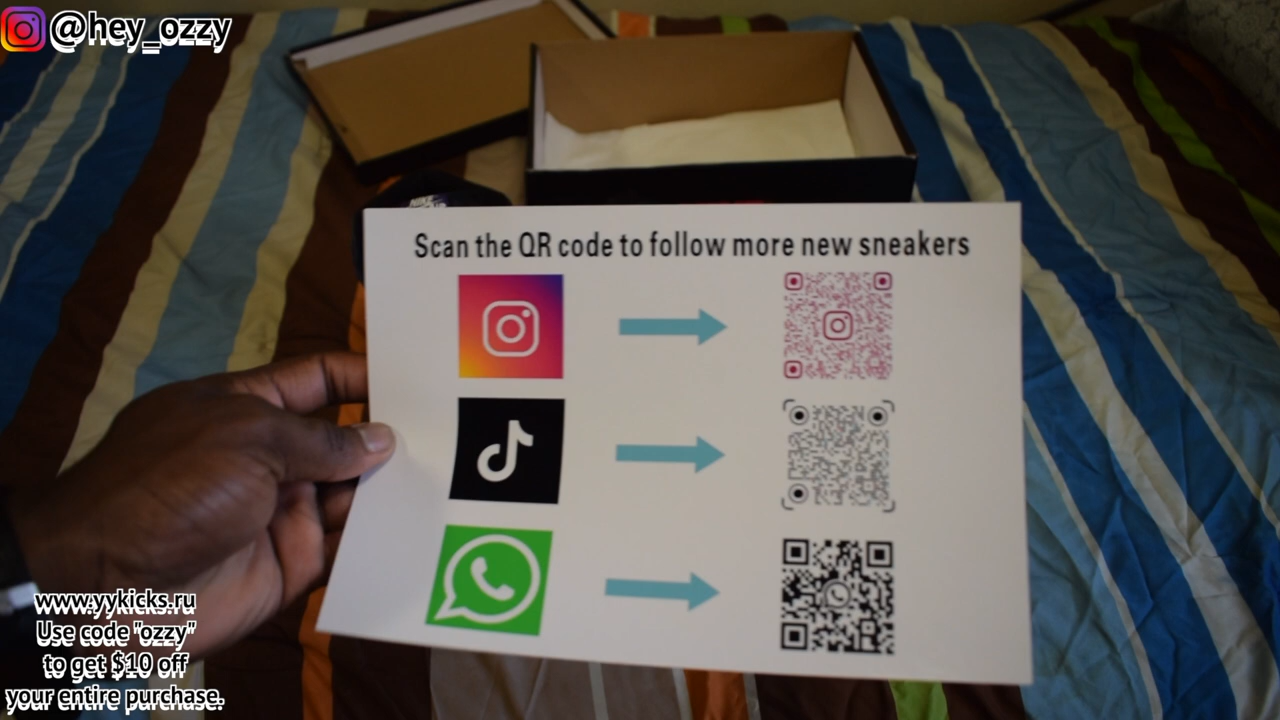 @hey_ozzy
NIKE
Scan the QR code to follow more new sneakers
www.yykicks.ru
Use code "ozzy"
to get $10 off
your entire purchase.